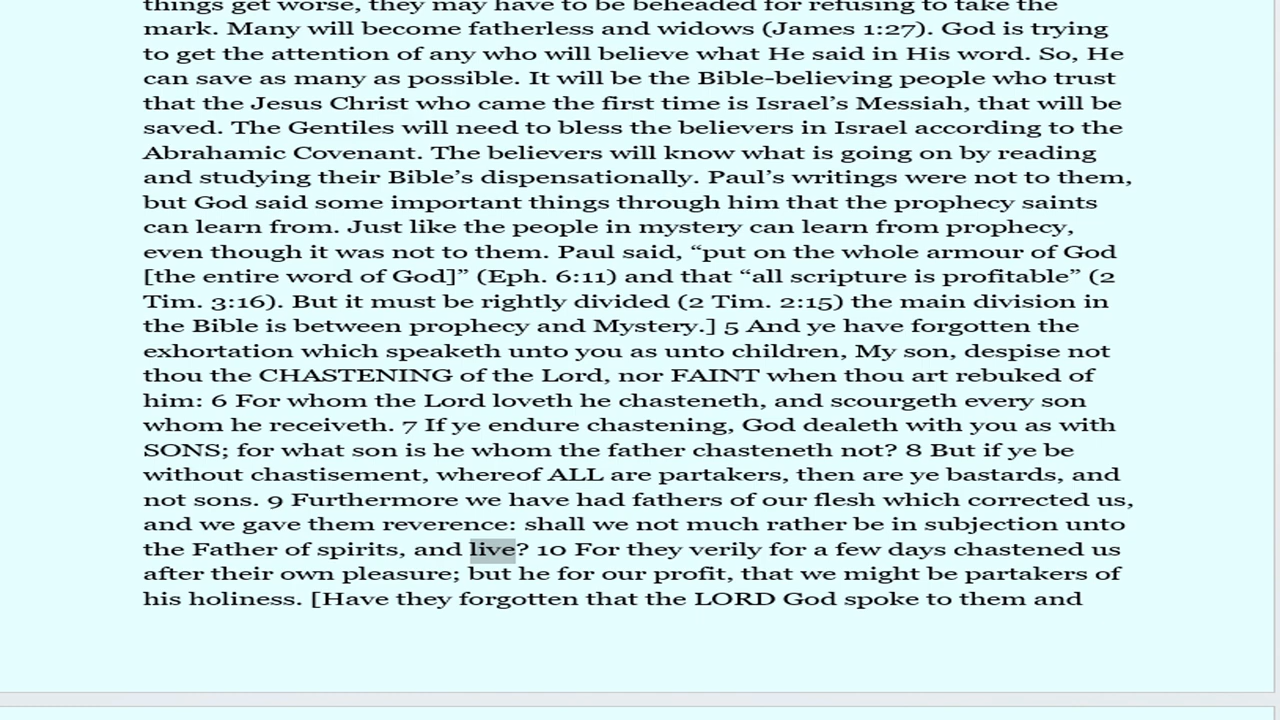 things get worse, they may have to be beheaded for refusing to take the
mark. Many will become fatherless and widows (James 1:27). God is trying
to get the attention of any who will believe what He said in His word. So, He
can save as many as possible. It will be the Bible-believing people who trust
that the Jesus Christ who came the first time is Israel’s Messiah, that will be
saved. The Gentiles will need to bless the believers in Israel according to the
Abrahamic Covenant. The believers will know what is going on by reading
and studying their Bible’s dispensationally. Paul’s writings were not to them,
but God said some important things through him that the prophecy saints
can learn from. Just like the people in mystery can learn from prophecy,
even though it was not to them. Paul said, “put on the whole armour of God
[the entire word of God]” (Eph. 6:11) and that “all scripture is profitable” (2
Tim. 3:16). But it must be rightly divided (2 Tim. 2:15) the main division in
the Bible is between prophecy and Mystery.] 5 And ye have forgotten the
exhortation which speaketh unto you as unto children, My son, despise not
thou the CHASTENING of the Lord, nor FAINT when thou art rebuked of
him: 6 For whom the Lord loveth he chasteneth, and scourgeth every son
whom he receiveth. 7 If ye endure chastening, God dealeth with you as with
SONS; for what son is he whom the father chasteneth not? 8 But if ye be
without chastisement, whereof ALL are partakers, then are ye bastards, and
not sons. 9 Furthermore we have had fathers of our flesh which corrected us,
and we gave them reverence: shall we not much rather be in subjection unto
the Father of spirits, and live? 10 For they verily for a few days chastened us
after their own pleasure; but he for our profit, that we might be partakers of
his holiness. [Have they forgotten that the LORD God spoke to them and